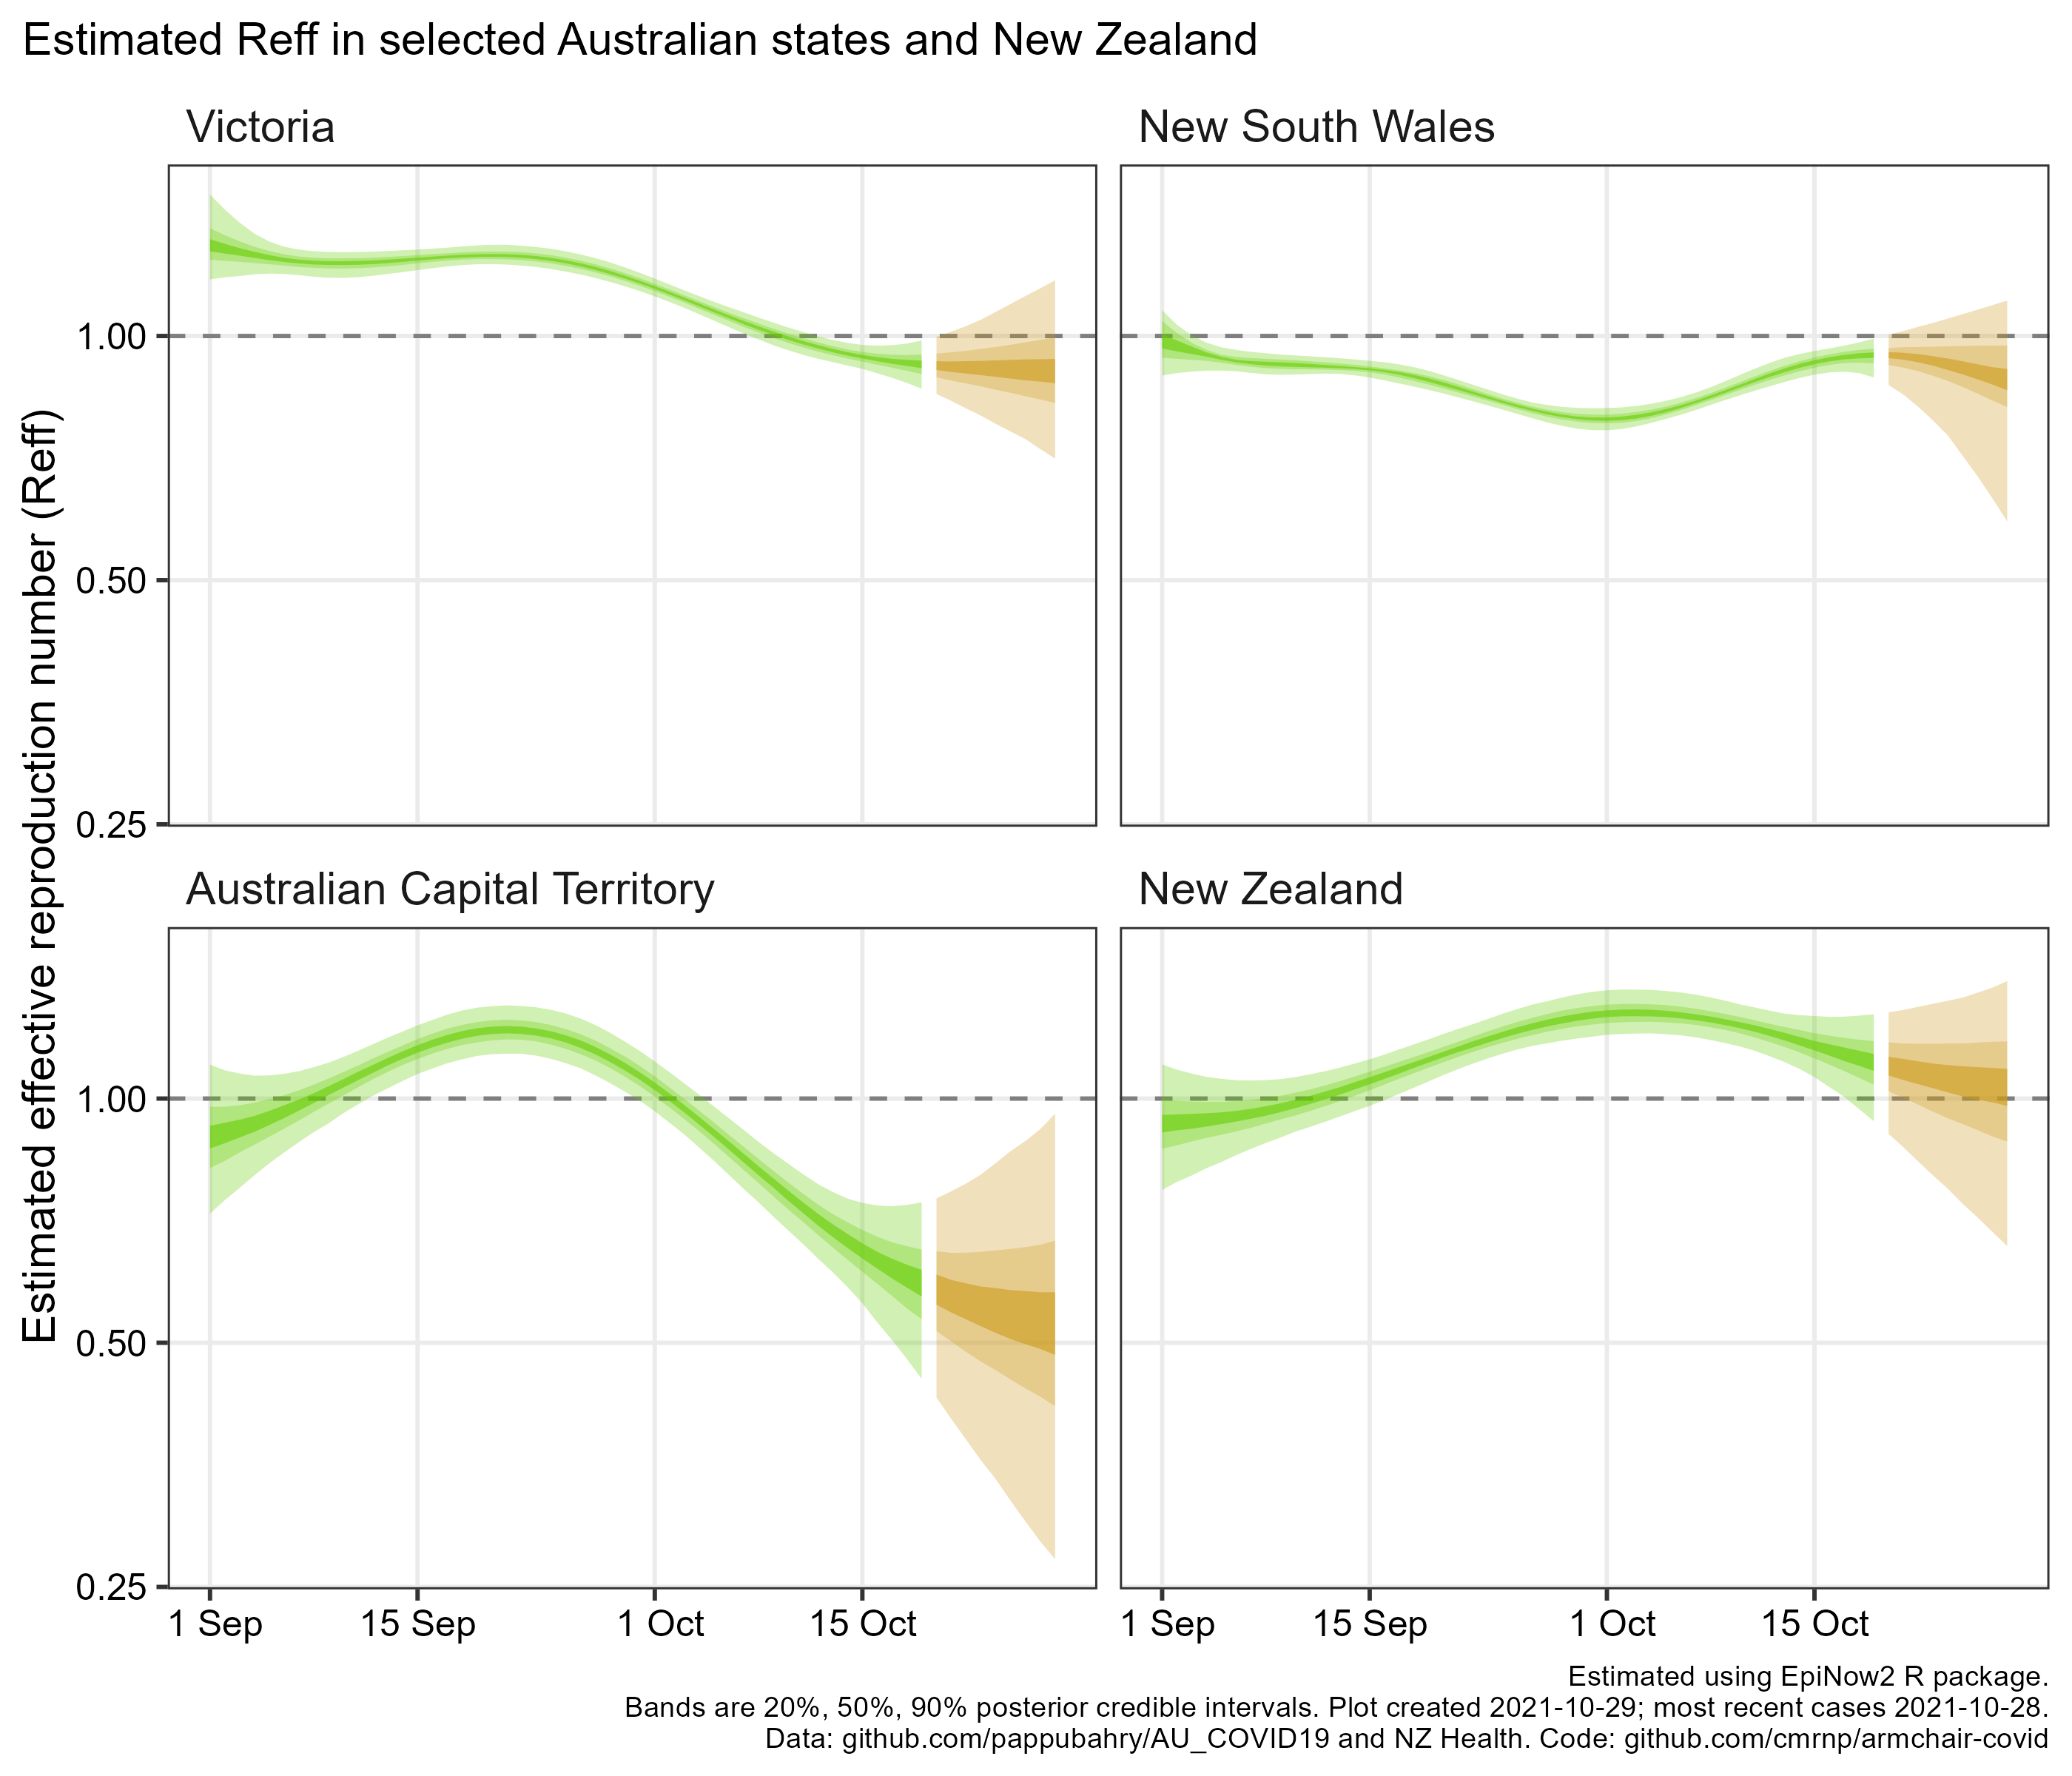 Estimated Reff in selected Australian states and New Zealand
Victoria
New South Wales
Estimated effective reproduction number (Reff)
1.00
0.50
0.25
Australian Capital Territory
New Zealand
1.00
0.50
0.25
1 Sep
15 Sep
1 Oct
15 Oct
1 Sep
15 Sep
1 Oct
15 Oct
Estimated using EpiNow2 R package.
Bands are 20%, 50%, 90% posterior credible intervals. Plot created 2021-10-29; most recent cases 2021-10-28.
Data: github.com/pappubahry/AU_COVID19 and NZ Health. Code: github.com/cmrnp/armchair-covid